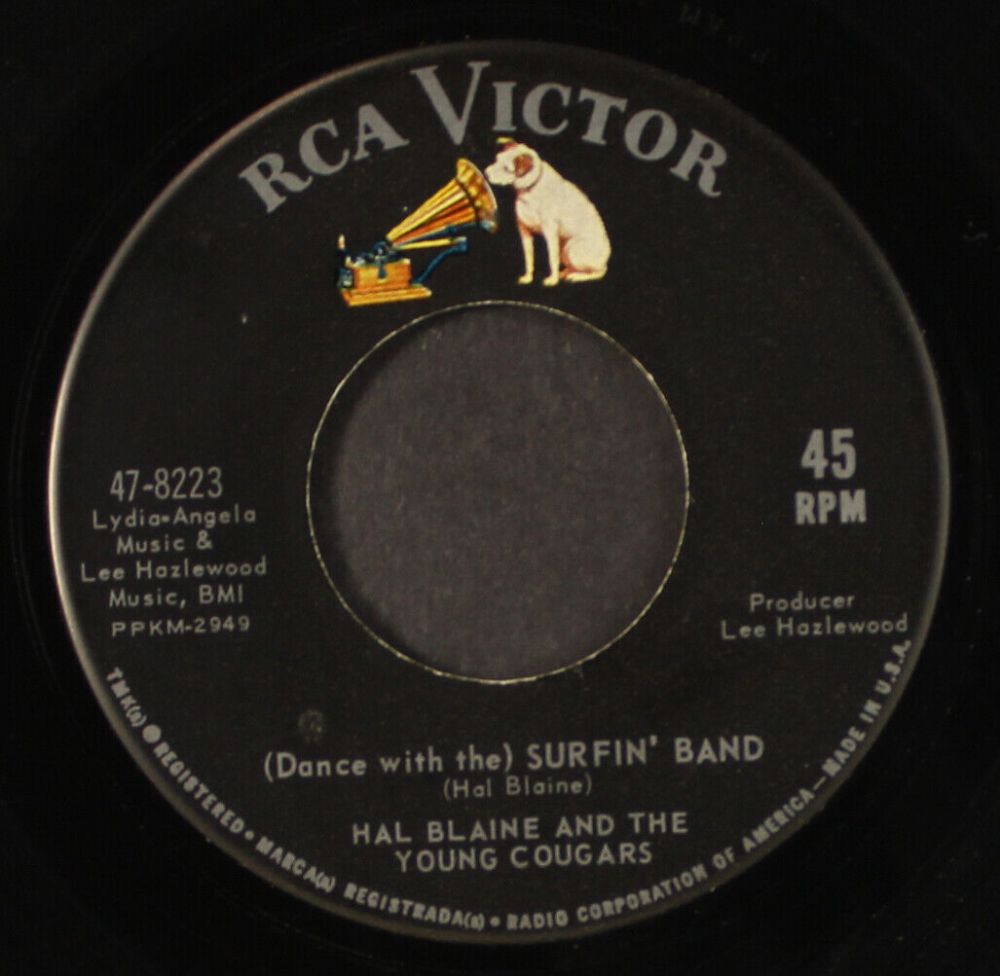 RCA VICTOR
47-8223
Lydia-Angela
Music &
Lee Hazlewood
Music, BMI
PPKM-2949
45
RPM
Producer
Lee Hazlewood
(Dance with the) SURFIN' BAND
(Hal Blaine)
HAL BLAINE AND THE
YOUNG COUGARS
TMK(s) ® REGISTERED • MARCA(s) REGISTRADA(s) • RADIO CORPORATION OF AMERICA—MADE IN U.S.A.